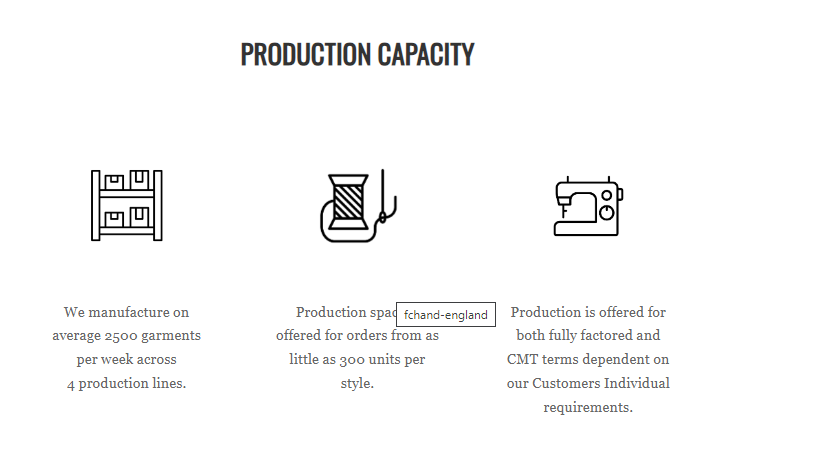 PRODUCTION CAPACITY
We manufacture on
average 2500 garments
per week across
4 production lines.
Production
offered for orders from as
little as 300 units per
style.
fchand-england
Production is offered for
both fully factored and
CMT terms dependent on
our Customers Individual
requirements.